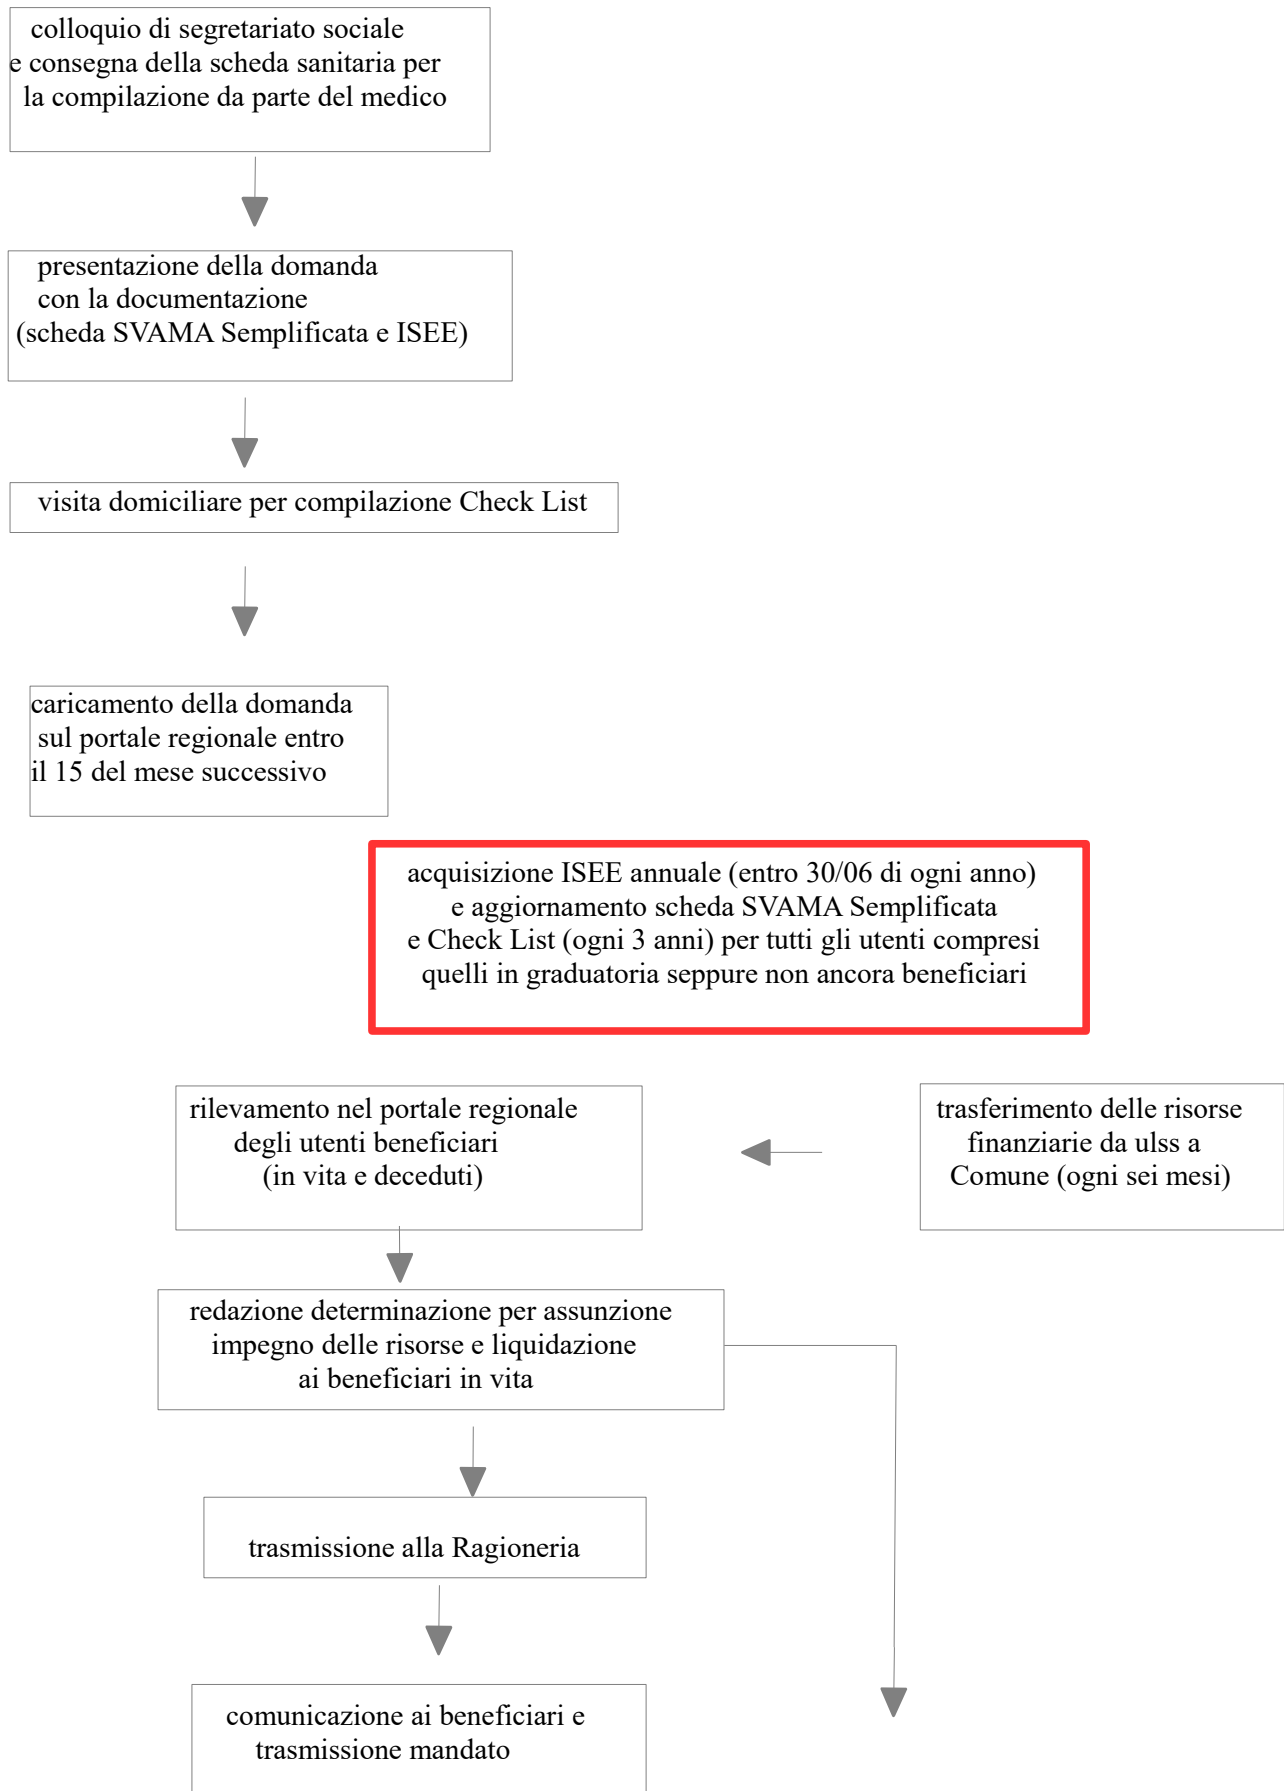 colloquio di segretariato sociale
e consegna della scheda sanitaria per
la compilazione da parte del medico
presentazione della domanda
con la documentazione
(scheda SVAMA Semplificata e ISEE)
visita domiciliare per compilazione Check List
caricamento della domanda
sul portale regionale entro
il 15 del mese successivo
acquisizione ISEE annuale (entro 30/06 di ogni anno)
e aggiornamento scheda SVAMA Semplificata
e Check List (ogni 3 anni) per tutti gli utenti compresi
quelli in graduatoria seppure non ancora beneficiari
rilevamento nel portale regionale
degli utenti beneficiari
(in vita e deceduti)
trasferimento delle risorse
finanziarie da ulss a
Comune (ogni sei mesi)
redazione determinazione per assunzione
impegno delle risorse e liquidazione
ai beneficiari in vita
trasmissione alla Ragioneria
comunicazione ai beneficiari e
trasmissione mandato